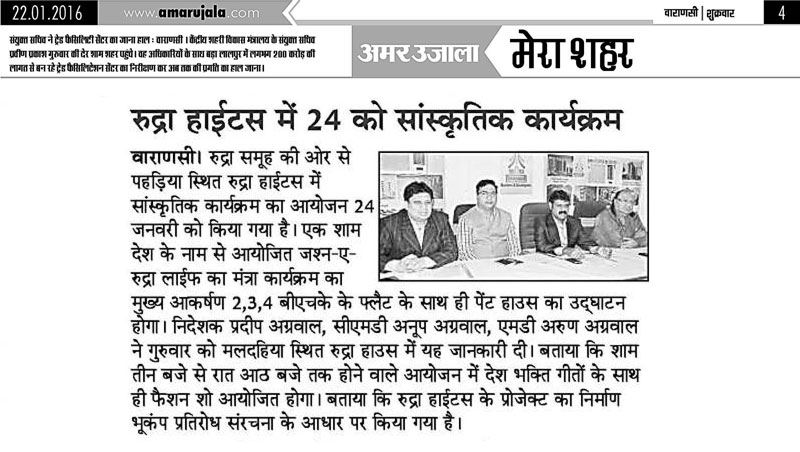 22.01.2016
www.amarujala.com
वाराणसी | शुक्रवार
4
संयुक्त सचिव ने ट्रेड फैसिलिटी सेंटर का जाना हाल : वाराणसी। केंद्रीय शहरी विकास मंत्रालय के संयुक्त सचिव
प्रवीण प्रकाश गुरुवार की देर शाम शहर पहुंचे। वह अधिकारियों के साथ बड़ा लालपुर में लगभग 200 करोड़ की
लागत से बन रहे ट्रेड फैसिलिटेशन सेंटर का निरीक्षण कर अब तक की प्रगति का हाल जाना।
अमर उजाला
मेरा शहर
रुद्रा हाईटस में 24 को सांस्कृतिक कार्यक्रम
वाराणसी। रुद्रा समूह की ओर से
पहड़िया स्थित रुद्रा हाईटस में
सांस्कृतिक कार्यक्रम का आयोजन 24
जनवरी को किया गया है। एक शाम
देश के नाम से आयोजित जश्न-ए-
रुद्रा लाईफ का मंत्रा कार्यक्रम का
मुख्य आकर्षण 2,3,4 बीएचके के फ्लैट के साथ ही पेंट हाउस का उद्घाटन
होगा। निदेशक प्रदीप अग्रवाल, सीएमडी अनूप अग्रवाल, एमडी अरुण अग्रवाल
ने गुरुवार को मलदहिया स्थित रुद्रा हाउस में यह जानकारी दी। बताया कि शाम
तीन बजे से रात आठ बजे तक होने वाले आयोजन में देश भक्ति गीतों के साथ
ही फैशन शो आयोजित होगा। बताया कि रुद्रा हाईटस के प्रोजेक्ट का निर्माण
भूकंप प्रतिरोध संरचना के आधार पर किया गया है।